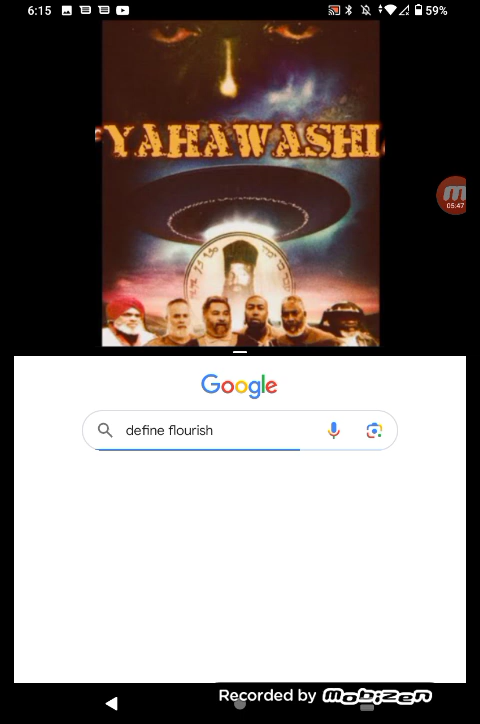 6:15
59%
YAHAWASHI
05:47
Google
define flourish
Recorded by mobizen